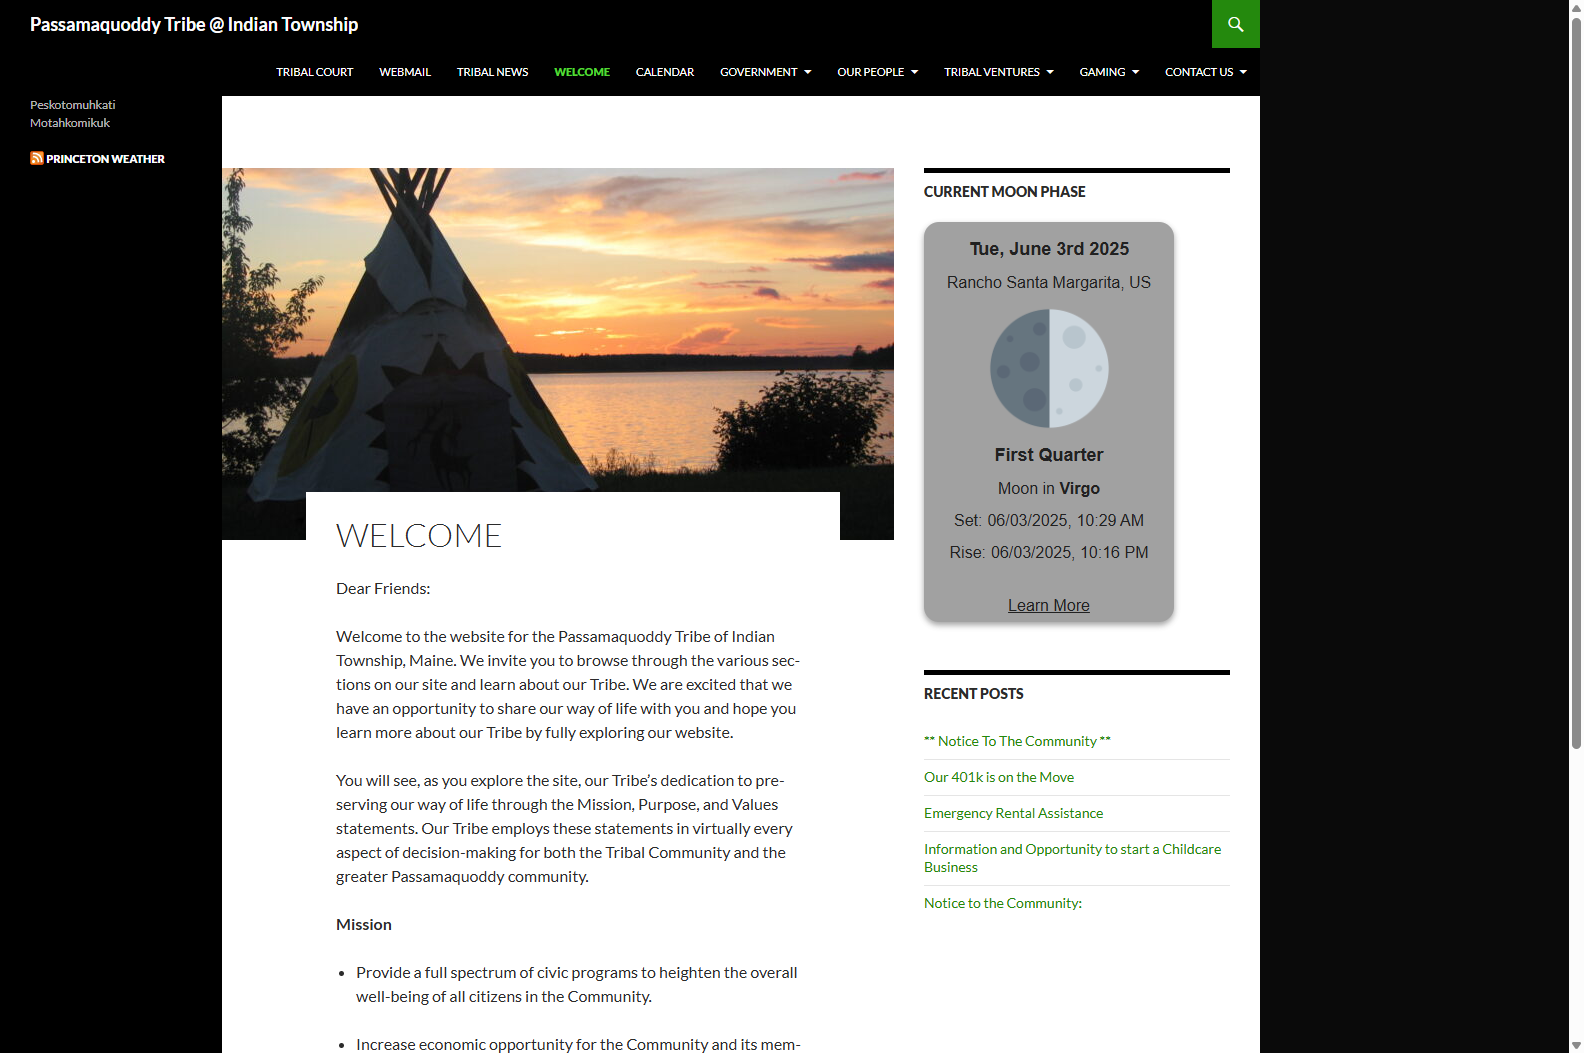 Passamaquoddy Tribe @ Indian Township
TRIBAL COURT WEBMAIL TRIBAL NEWS WELCOME CALENDAR GOVERNMENT OUR PEOPLE TRIBAL VENTURES GAMING CONTACT US
Peskotomuhkati
Motahkomikuk
PRINCETON WEATHER
WELCOME
Dear Friends:
Welcome to the website for the Passamaquoddy Tribe of Indian
Township, Maine. We invite you to browse through the various sec-
tions on our site and learn about our Tribe. We are excited that we
have an opportunity to share our way of life with you and hope you
learn more about our Tribe by fully exploring our website.
You will see, as you explore the site, our Tribe’s dedication to pre-
serving our way of life through the Mission, Purpose, and Values
statements. Our Tribe employs these statements in virtually every
aspect of decision-making for both the Tribal Community and the
greater Passamaquoddy community.
Mission
• Provide a full spectrum of civic programs to heighten the overall
well-being of all citizens in the Community.
• Increase economic opportunity for the Community and its mem-
CURRENT MOON PHASE
Tue, June 3rd 2025
Rancho Santa Margarita, US
First Quarter
Moon in Virgo
Set: 06/03/2025, 10:29 AM
Rise: 06/03/2025, 10:16 PM
Learn More
RECENT POSTS
** Notice To The Community **
Our 401k is on the Move
Emergency Rental Assistance
Information and Opportunity to start a Childcare
Business
Notice to the Community: